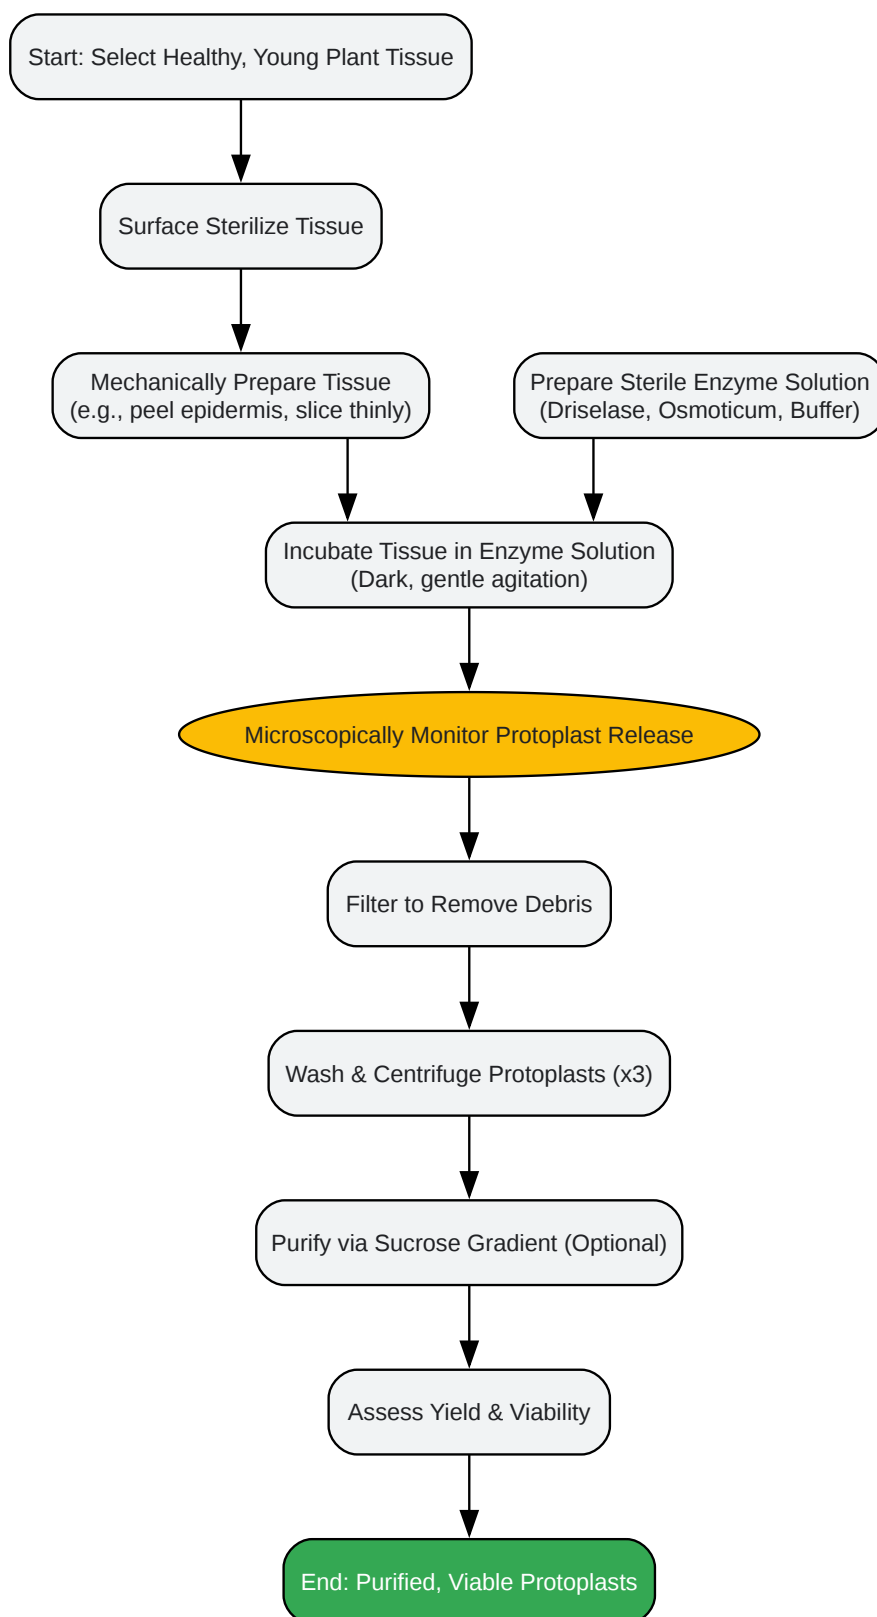 Start: Select Healthy, Young Plant Tissue
Surface Sterilize Tissue
Mechanically Prepare Tissue
(e.g., peel epidermis, slice thinly)
Prepare Sterile Enzyme Solution
(Driselase, Osmoticum, Buffer)
Incubate Tissue in Enzyme Solution
(Dark, gentle agitation)
Microscopically Monitor Protoplast Release
Filter to Remove Debris
Wash & Centrifuge Protoplasts (x3)
Purify via Sucrose Gradient (Optional)
Assess Yield & Viability
End: Purified, Viable Protoplasts